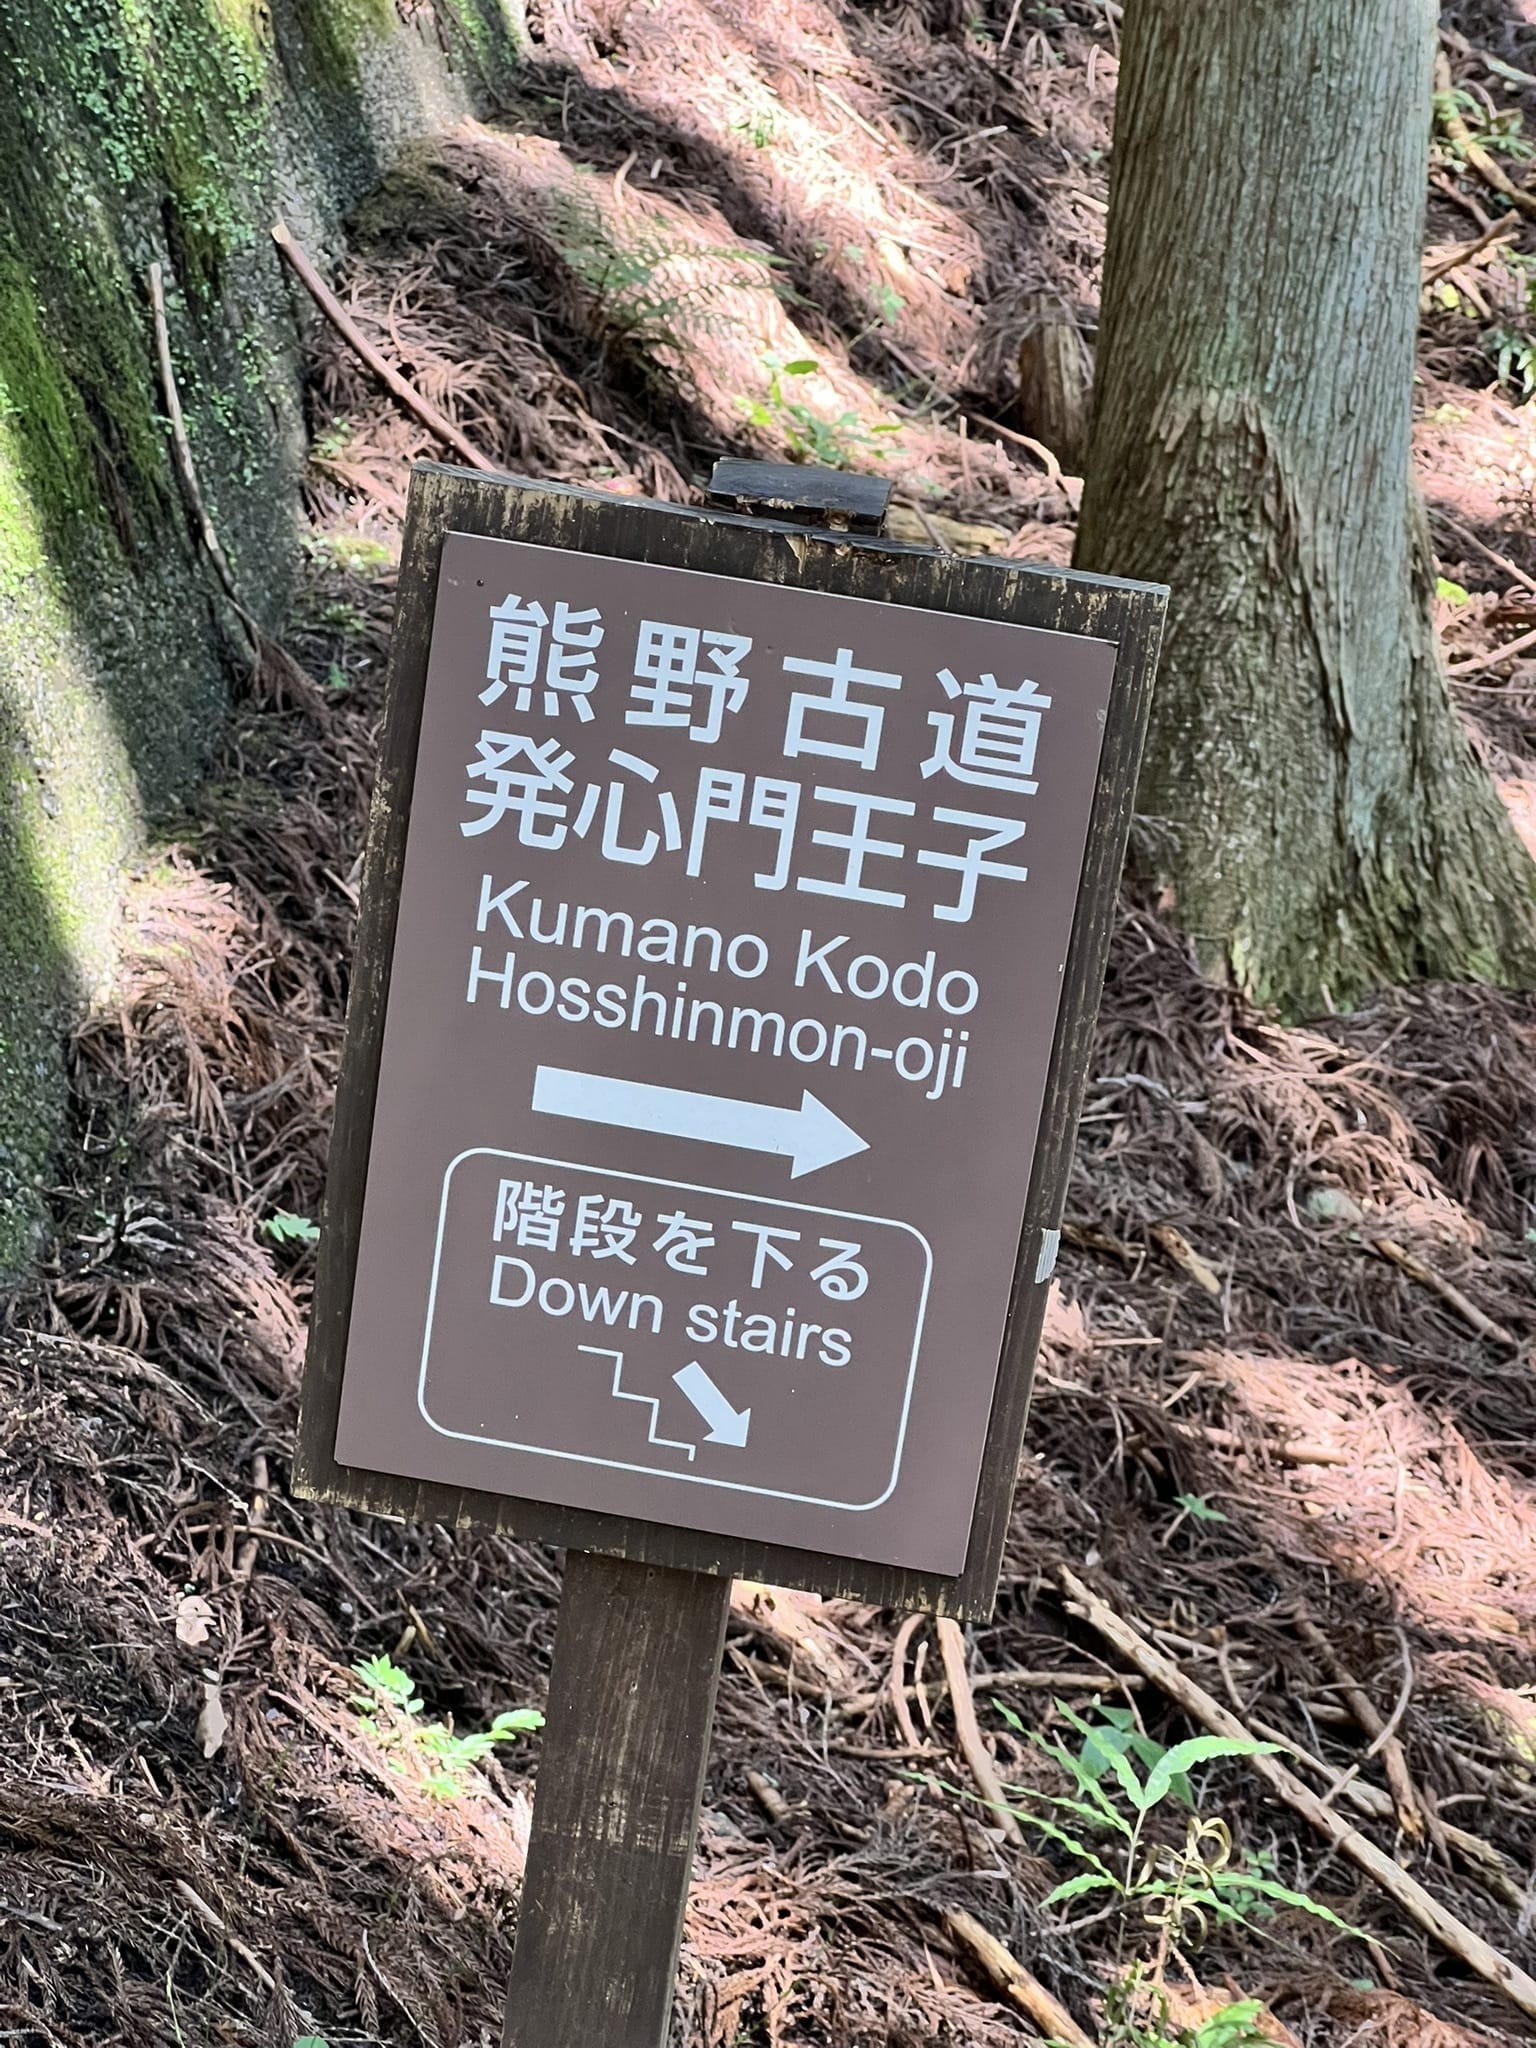 熊野古道
発心門王子
Kumano Kodo
Hosshinmon-oji
階段を下る
Down stairs